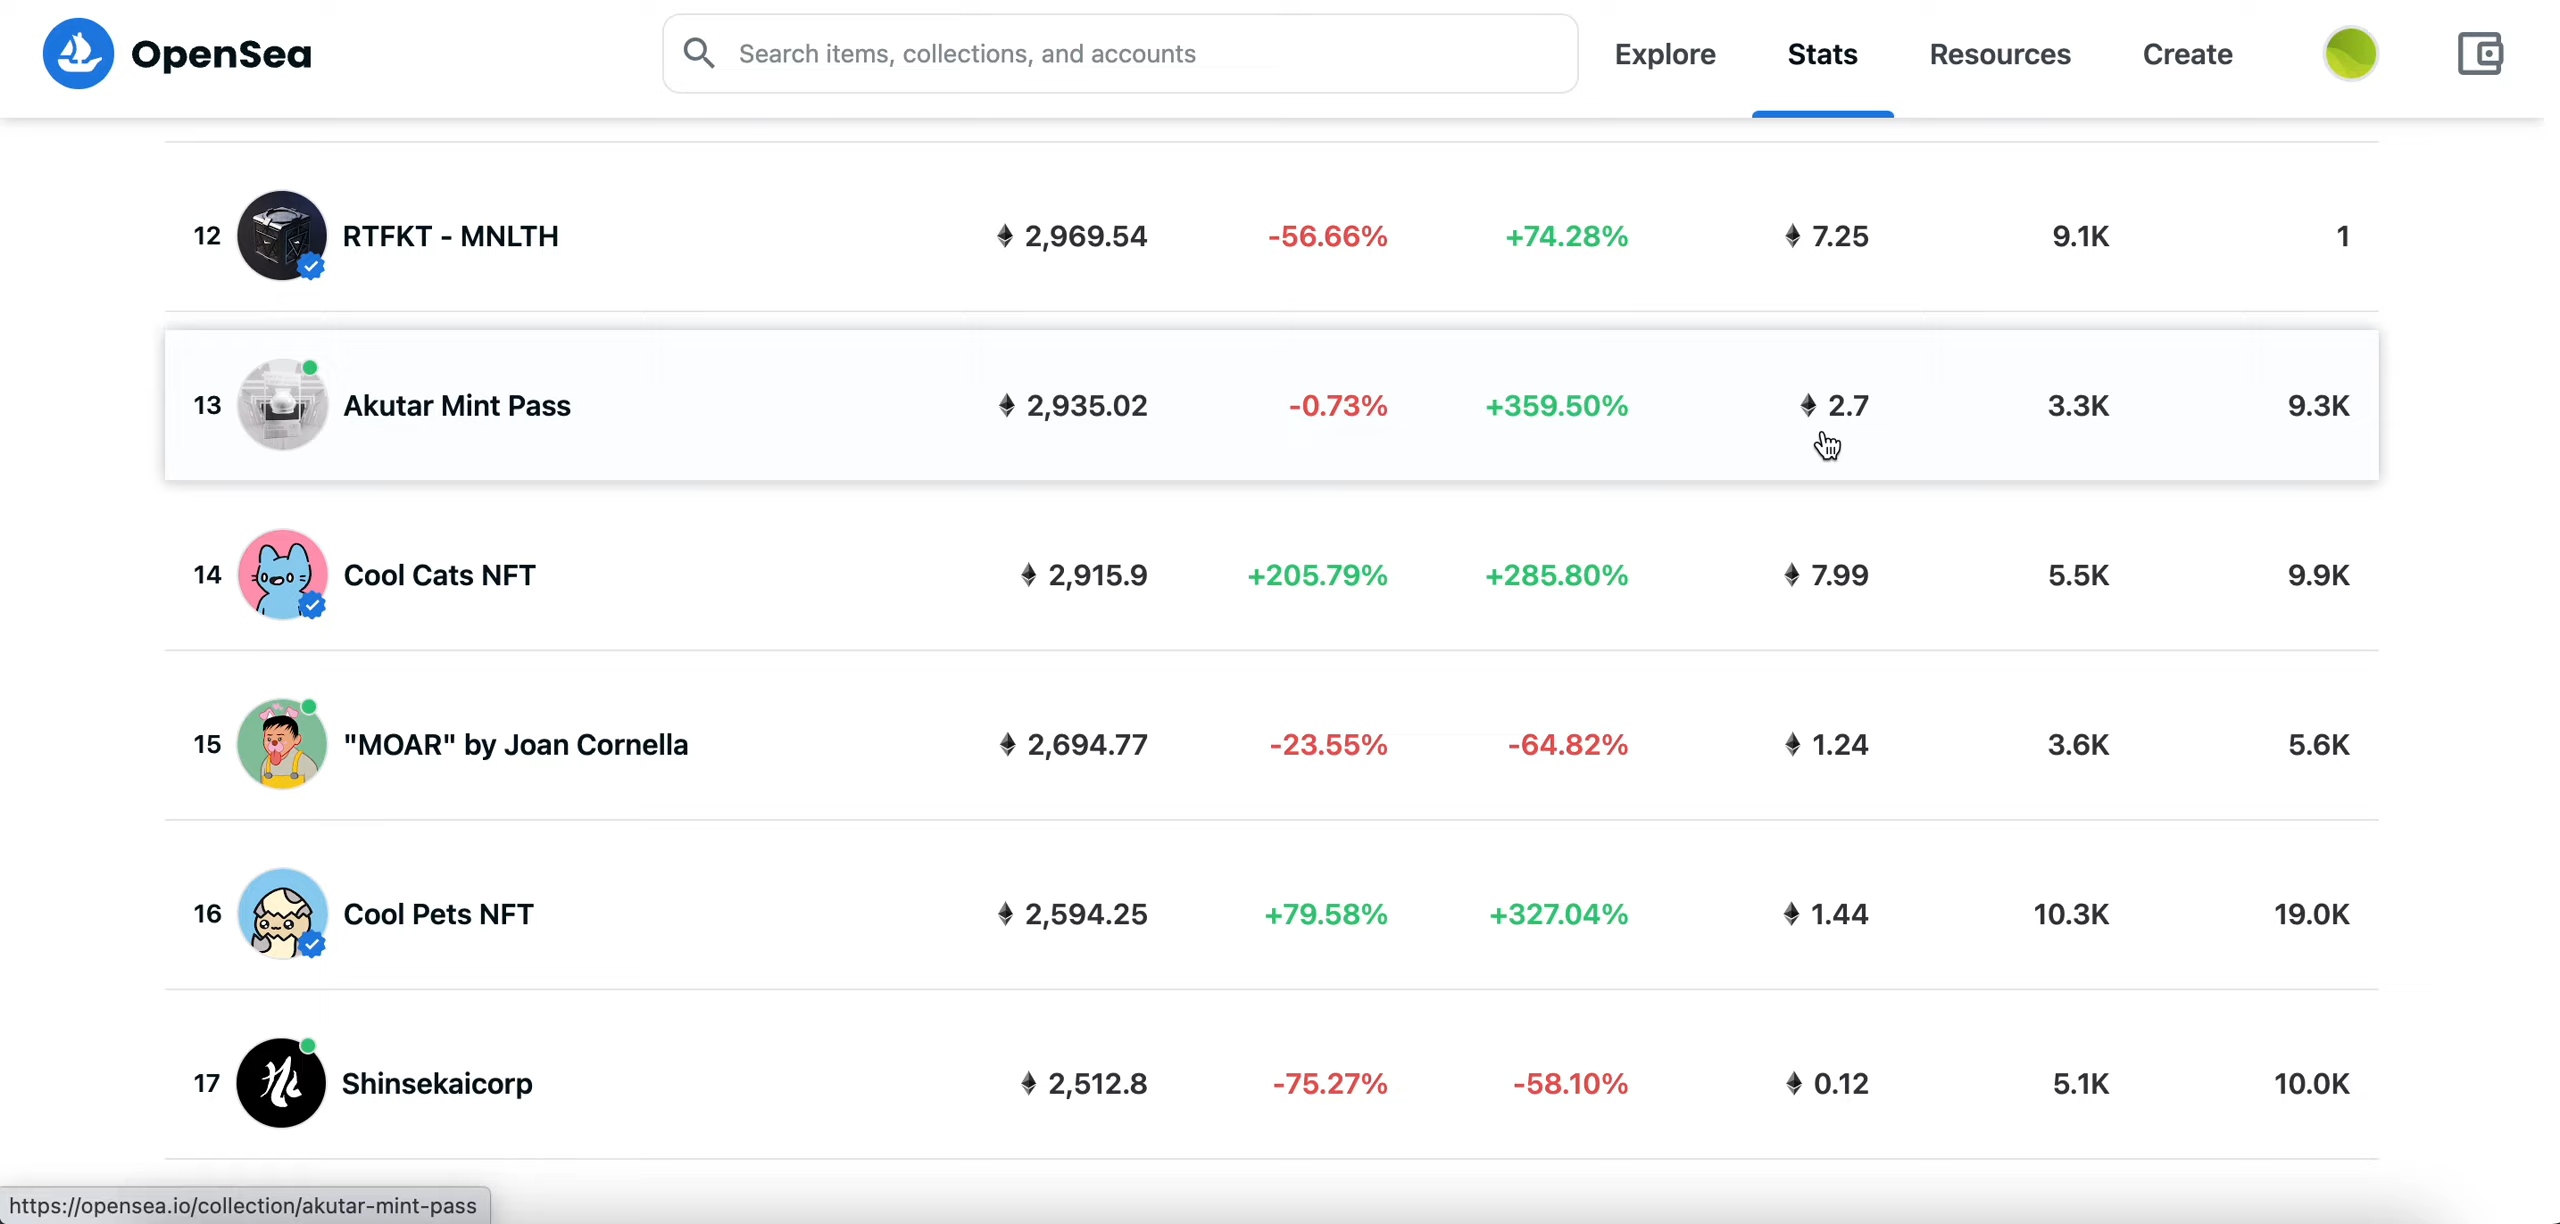 OpenSea Search items, collections, and accounts Explore Stats Resources Create
12 RTFKT - MNLTH 2,969.54 -56.66% +74.28% 7.25 9.1K 1
13 Akutar Mint Pass 2,935.02 -0.73% +359.50% 2.7 3.3K 9.3K
14 Cool Cats NFT 2,915.9 +205.79% +285.80% 7.99 5.5K 9.9K
15 "MOAR" by Joan Cornella 2,694.77 -23.55% -64.82% 1.24 3.6K 5.6K
16 Cool Pets NFT 2,594.25 +79.58% +327.04% 1.44 10.3K 19.0K
17 Shinsekaicorp 2,512.8 -75.27% -58.10% 0.12 5.1K 10.0K
https://opensea.io/collection/akutar-mint-pass